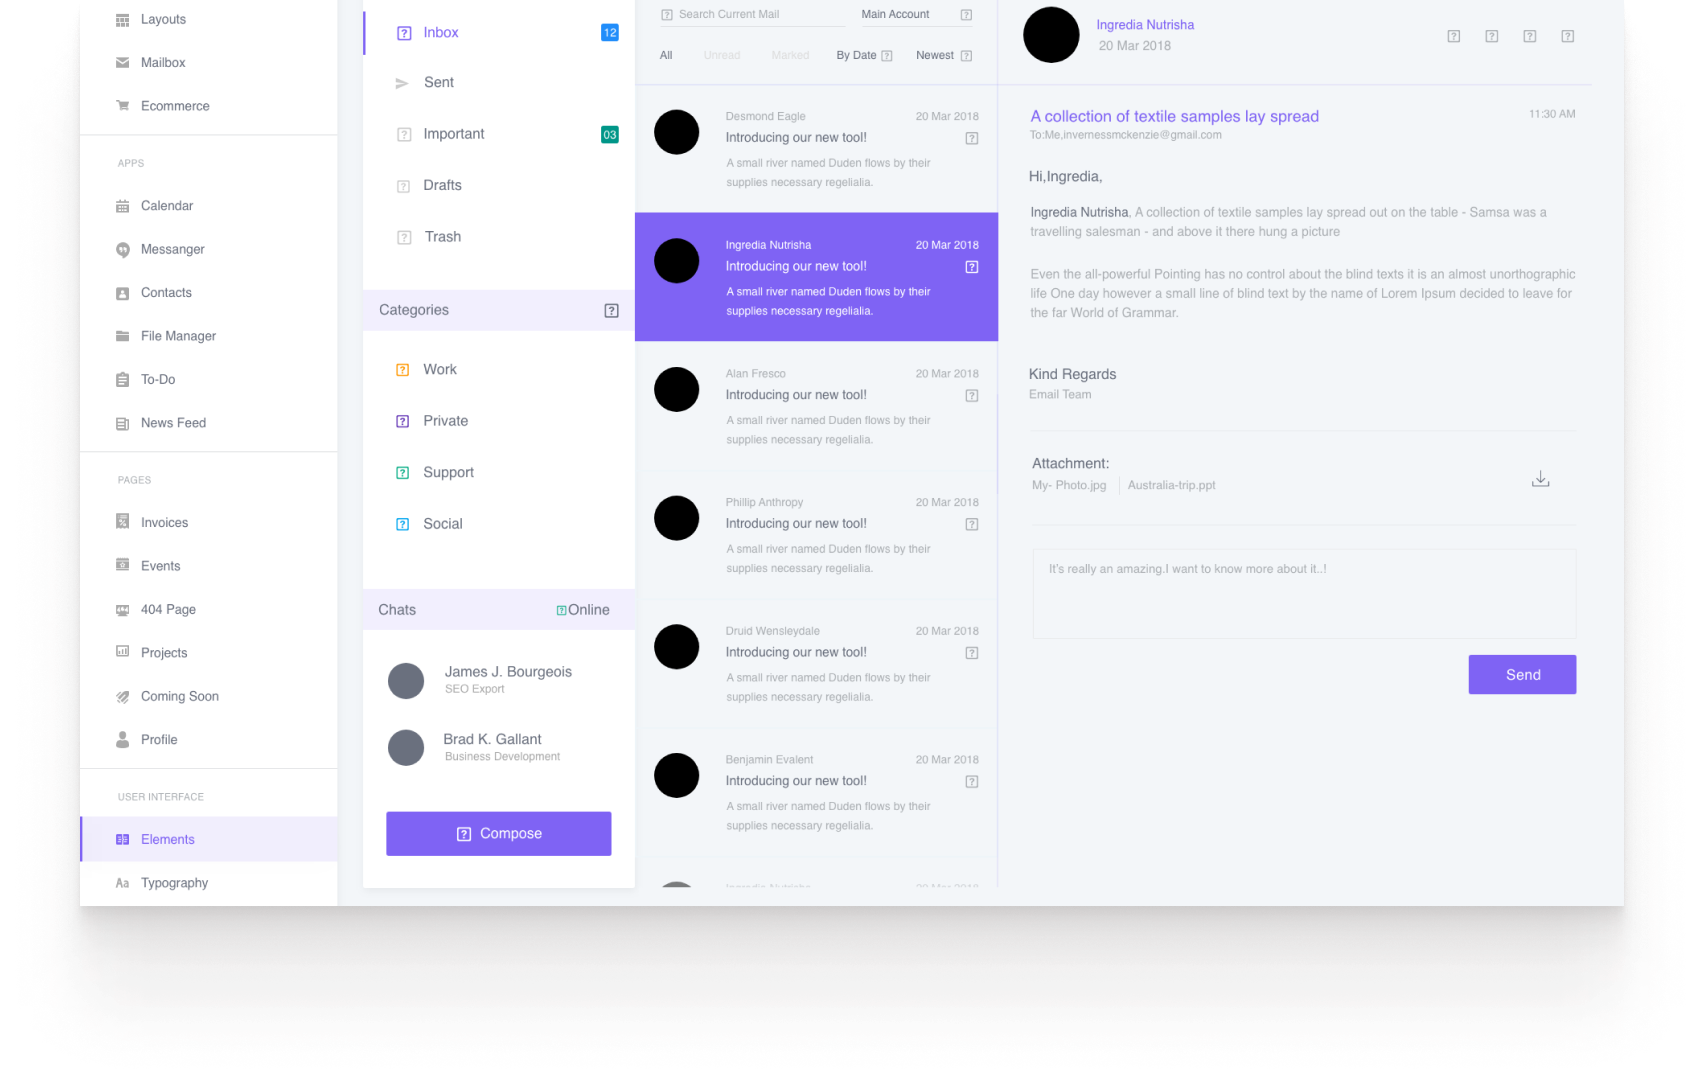 Layouts
Mailbox
Ecommerce
APPS
Calendar
Messanger
Contacts
File Manager
To-Do
News Feed
PAGES
Invoices
Events
404 Page
Projects
Coming Soon
Profile
USER INTERFACE
Elements
Aa Typography
Inbox 12
Sent
Important 03
Drafts
Trash
Categories
Work
Private
Support
Social
Chats Online
James J. Bourgeois
SEO Export
Brad K. Gallant
Business Development
Compose
Search Current Mail Main Account
All Unread Marked By Date Newest
Desmond Eagle 20 Mar 2018
Introducing our new tool!
A small river named Duden flows by their
supplies necessary regelialia.
Ingredia Nutrisha 20 Mar 2018
Introducing our new tool!
A small river named Duden flows by their
supplies necessary regelialia.
Alan Fresco 20 Mar 2018
Introducing our new tool!
A small river named Duden flows by their
supplies necessary regelialia.
Phillip Anthropy 20 Mar 2018
Introducing our new tool!
A small river named Duden flows by their
supplies necessary regelialia.
Druid Wensleydale 20 Mar 2018
Introducing our new tool!
A small river named Duden flows by their
supplies necessary regelialia.
Benjamin Evalent 20 Mar 2018
Introducing our new tool!
A small river named Duden flows by their
supplies necessary regelialia.
Ingredia Nutrisha 20 Mar 2018
Ingredia Nutrisha
20 Mar 2018
A collection of textile samples lay spread 11:30 AM
To:Me,invernessmckenzie@gmail.com
Hi,Ingredia,
Ingredia Nutrisha, A collection of textile samples lay spread out on the table - Samsa was a
travelling salesman - and above it there hung a picture
Even the all-powerful Pointing has no control about the blind texts it is an almost unorthographic
life One day however a small line of blind text by the name of Lorem Ipsum decided to leave for
the far World of Grammar.
Kind Regards
Email Team
Attachment:
My- Photo.jpg Australia-trip.ppt
It's really an amazing.I want to know more about it..!
Send